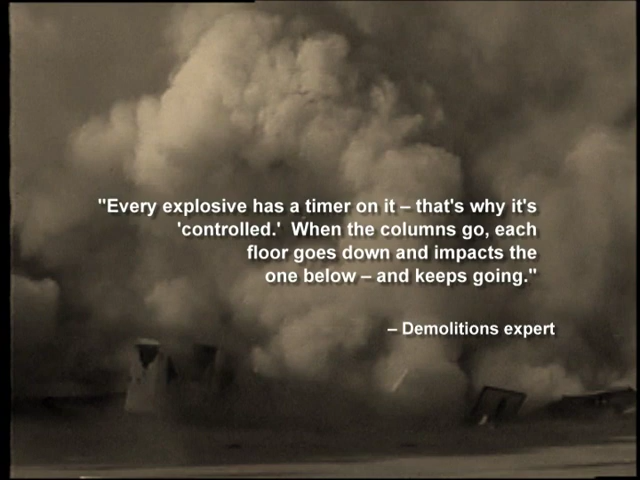 "Every explosive has a timer on it – that's why it's
'controlled.'  When the columns go, each
floor goes down and impacts the
one below – and keeps going."
– Demolitions expert